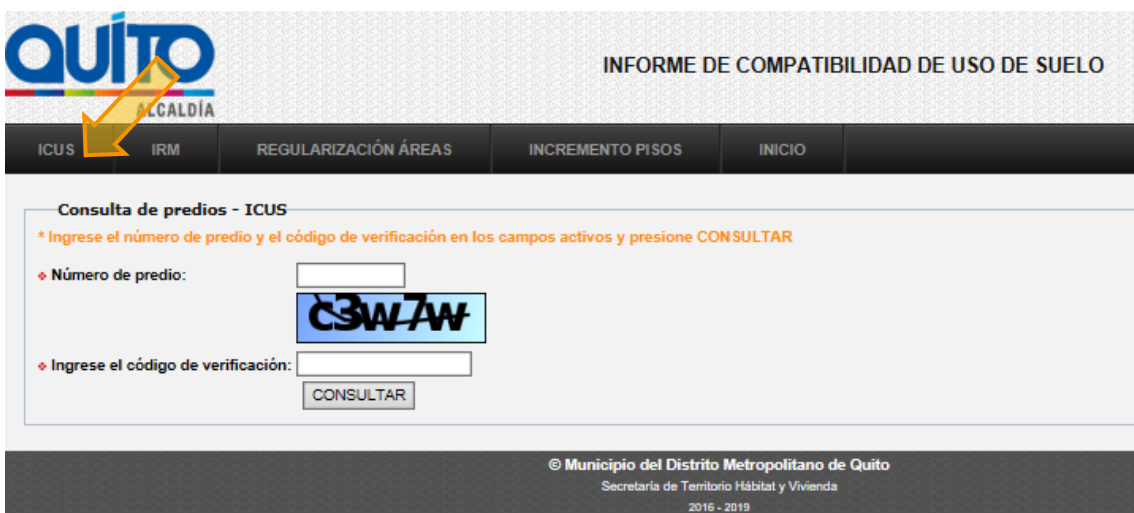 QUITO
ALCALDÍA
INFORME DE COMPATIBILIDAD DE USO DE SUELO
ICUS IRM REGULARIZACIÓN ÁREAS INCREMENTO PISOS INICIO
Consulta de predios - ICUS
* Ingrese el número de predio y el código de verificación en los campos activos y presione CONSULTAR
Número de predio:
c3w7w
Ingrese el código de verificación:
CONSULTAR
© Municipio del Distrito Metropolitano de Quito
Secretaría de Territorio Hábitat y Vivienda
2016 - 2019